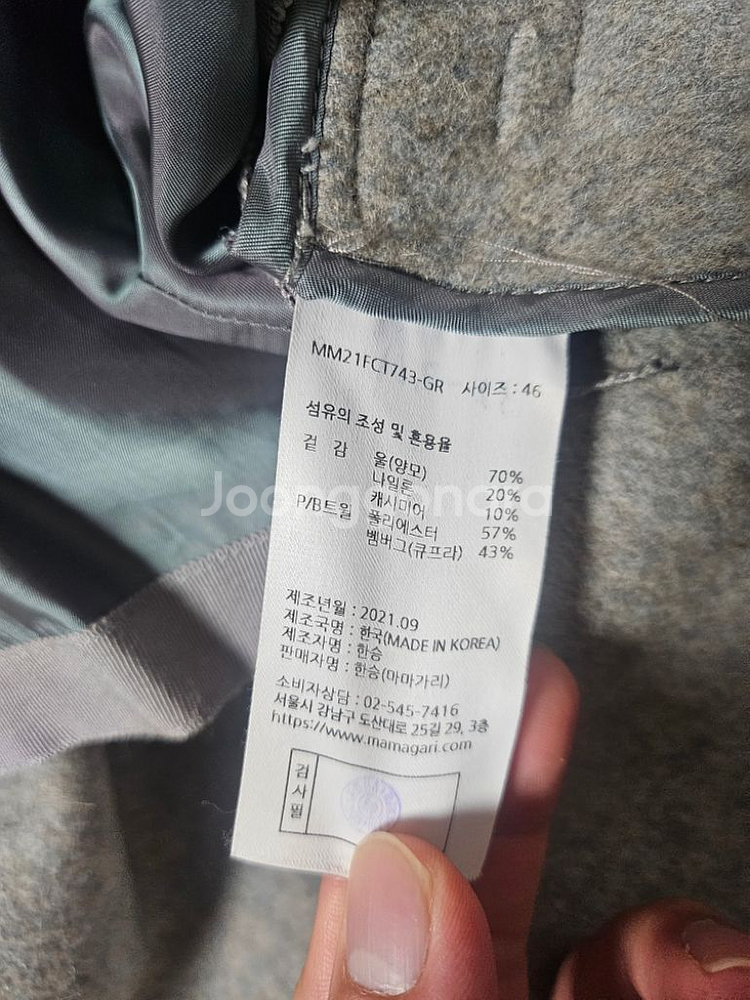 MM21FCT743-GR 사이즈 : 46
섬유의 조성 및 혼용율
겉 감 울(양모) 70%
나일론 20%
캐시미어 10%
P/B트윌 폴리에스터 57%
벰버그(큐프라) 43%
제조년월 : 2021.09
제조국명 : 한국(MADE IN KOREA)
제조자명 : 한승
판매자명 : 한승(마마가리)
소비자상담 : 02-545-7416
서울시 강남구 도산대로 25길 29, 3층
https://www.mamagari.com
검사필
Joonggonara